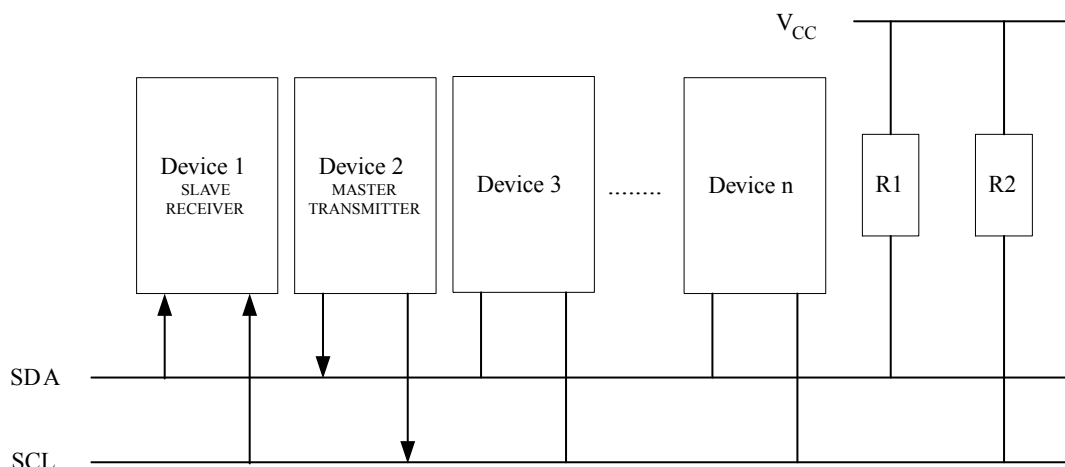 V_CC
Device 1
SLAVE
RECEIVER
Device 2
MASTER
TRANSMITTER
Device 3
........
Device n
R1
R2
SDA
SCL